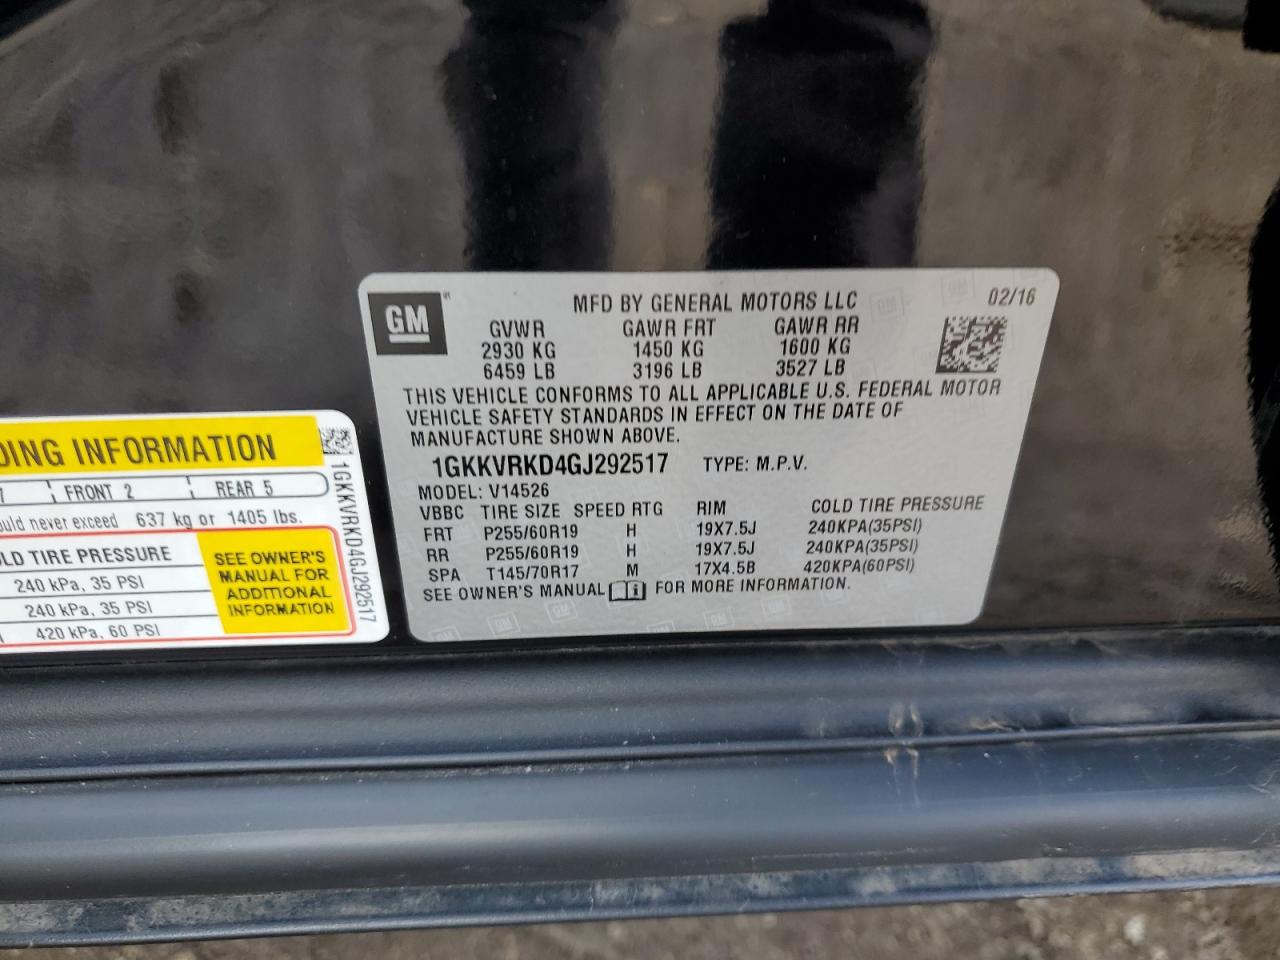 GM
MFD BY GENERAL MOTORS LLC 02/16
GVWR GAWR FRT GAWR RR
2930 KG 1450 KG 1600 KG
6459 LB 3196 LB 3527 LB
THIS VEHICLE CONFORMS TO ALL APPLICABLE U.S. FEDERAL MOTOR
VEHICLE SAFETY STANDARDS IN EFFECT ON THE DATE OF
MANUFACTURE SHOWN ABOVE.
1GKKVRKD4GJ292517 TYPE: M.P.V.
MODEL: V14526
VBBC TIRE SIZE SPEED RTG RIM COLD TIRE PRESSURE
FRT P255/60R19 H 19X7.5J 240KPA(35PSI)
RR P255/60R19 H 19X7.5J 240KPA(35PSI)
SPA T145/70R17 M 17X4.5B 420KPA(60PSI)
SEE OWNER'S MANUAL FOR MORE INFORMATION.
DING INFORMATION
7 FRONT 2 REAR 5
ould never exceed 637 kg or 1405 lbs.
OLD TIRE PRESSURE
240 kPa, 35 PSI
240 kPa, 35 PSI
420 kPa, 60 PSI
SEE OWNER'S
MANUAL FOR
ADDITIONAL
INFORMATION
1GKKVRKD4GJ292517